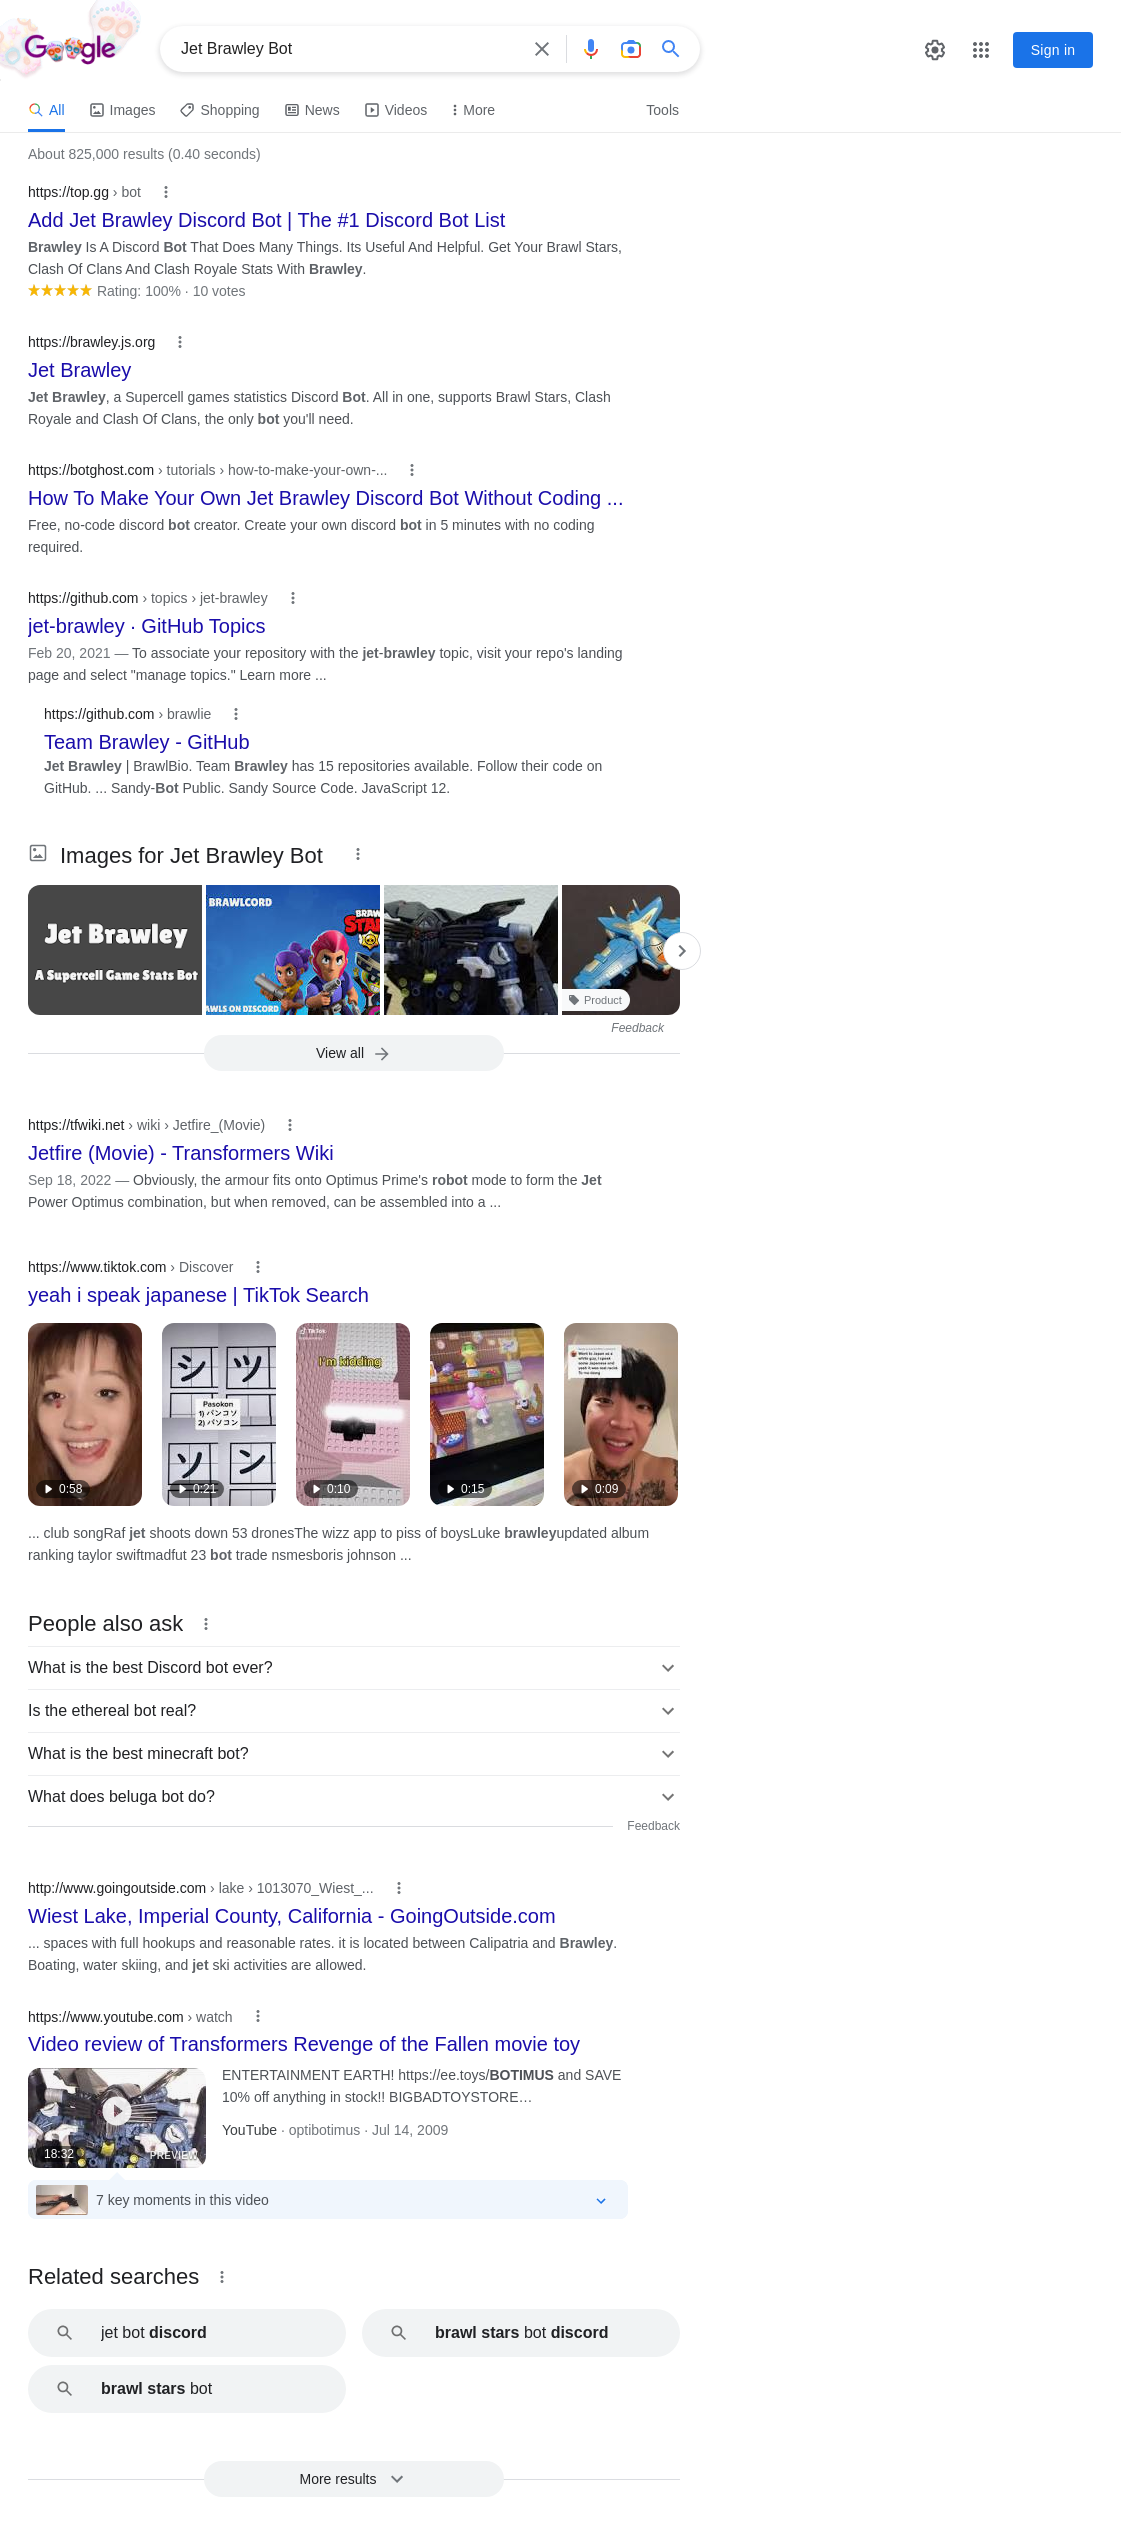 Google
Jet Brawley Bot
Sign in
All
Images
Shopping
News
Videos
More
Tools
About 825,000 results (0.40 seconds)
https://top.gg › bot
Add Jet Brawley Discord Bot | The #1 Discord Bot List
Brawley Is A Discord Bot That Does Many Things. Its Useful And Helpful. Get Your Brawl Stars,
Clash Of Clans And Clash Royale Stats With Brawley.
Rating: 100% · 10 votes
https://brawley.js.org
Jet Brawley
Jet Brawley, a Supercell games statistics Discord Bot. All in one, supports Brawl Stars, Clash
Royale and Clash Of Clans, the only bot you'll need.
https://botghost.com › tutorials › how-to-make-your-own-...
How To Make Your Own Jet Brawley Discord Bot Without Coding ...
Free, no-code discord bot creator. Create your own discord bot in 5 minutes with no coding
required.
https://github.com › topics › jet-brawley
jet-brawley · GitHub Topics
Feb 20, 2021 — To associate your repository with the jet-brawley topic, visit your repo's landing
page and select "manage topics." Learn more ...
https://github.com › brawlie
Team Brawley - GitHub
Jet Brawley | BrawlBio. Team Brawley has 15 repositories available. Follow their code on
GitHub. ... Sandy-Bot Public. Sandy Source Code. JavaScript 12.
Images for Jet Brawley Bot
Jet Brawley
A Supercell Game Stats Bot
BRAWLCORD
BRAW
STA
AWLS ON DISCORD
Product
Feedback
View all
https://tfwiki.net › wiki › Jetfire_(Movie)
Jetfire (Movie) - Transformers Wiki
Sep 18, 2022 — Obviously, the armour fits onto Optimus Prime's robot mode to form the Jet
Power Optimus combination, but when removed, can be assembled into a ...
https://www.tiktok.com › Discover
yeah i speak japanese | TikTok Search
0:58
シ ツ
Pasokon
1) パンコソ
2) パソコン
ソ ン
0:21
TikTok
I'm kidding
0:10
0:15
0:09
... club songRaf jet shoots down 53 dronesThe wizz app to piss of boysLuke brawleyupdated album
ranking taylor swiftmadfut 23 bot trade nsmesboris johnson ...
People also ask
What is the best Discord bot ever?
Is the ethereal bot real?
What is the best minecraft bot?
What does beluga bot do?
Feedback
http://www.goingoutside.com › lake › 1013070_Wiest_...
Wiest Lake, Imperial County, California - GoingOutside.com
... spaces with full hookups and reasonable rates. it is located between Calipatria and Brawley.
Boating, water skiing, and jet ski activities are allowed.
https://www.youtube.com › watch
Video review of Transformers Revenge of the Fallen movie toy
ENTERTAINMENT EARTH! https://ee.toys/BOTIMUS and SAVE
10% off anything in stock!! BIGBADTOYSTORE…
YouTube · optibotimus · Jul 14, 2009
18:32
PREVIEW
7 key moments in this video
Related searches
jet bot discord
brawl stars bot discord
brawl stars bot
More results